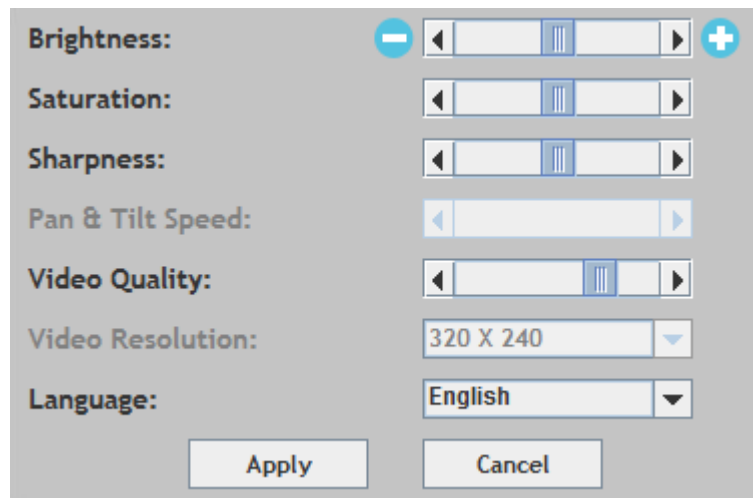 Brightness:
Saturation:
Sharpness:
Pan & Tilt Speed:
Video Quality:
Video Resolution: 320 X 240
Language: English
Apply Cancel